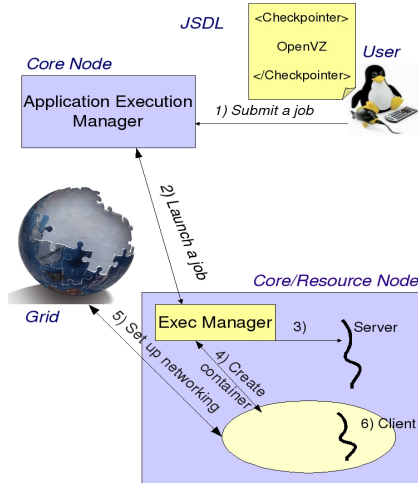 JSDL
<Checkpointer>
OpenVZ
</Checkpointer>
User
Core Node
Application Execution
Manager
1) Submit a job
2) Launch a job
Grid
Core/Resource Node
Exec Manager
3)
Server
4) Create
container
5) Set up networking
6) Client